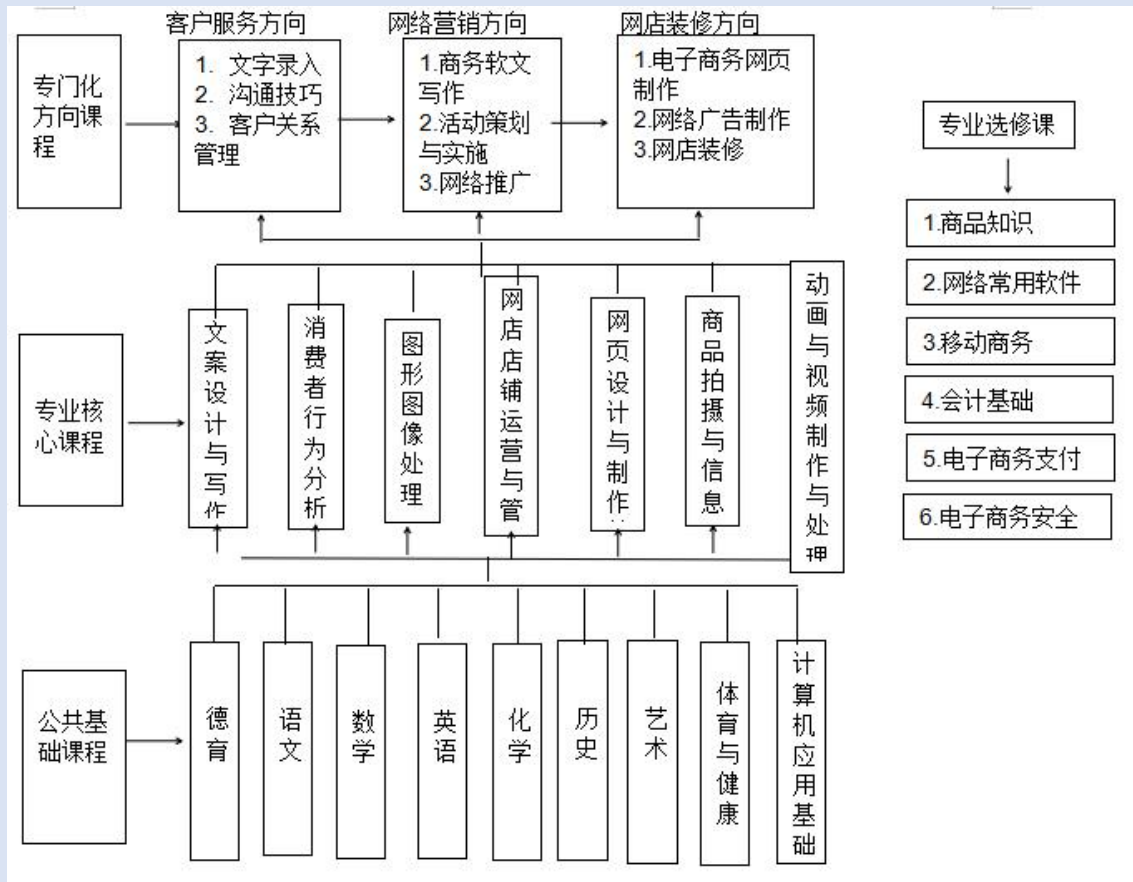 客户服务方向
网络营销方向
网店装修方向
专门化
方向课
程
1. 文字录入
2. 沟通技巧
3. 客户关系
管理
1.商务软文
写作
2.活动策划
与实施
3.网络推广
1.电子商务网页
制作
2.网络广告制作
3.网店装修
专业选修课
1.商品知识
2.网络常用软件
3.移动商务
4.会计基础
5.电子商务支付
6.电子商务安全
专业核
心课程
文案设计与写作
消费者行为分析
图形图像处理
网店店铺运营与管
网页设计与制作
商品拍摄与信息
动画与视频制作与处理
公共基
础课程
德育
语文
数学
英语
化学
历史
艺术
体育与健康
计算机应用基础